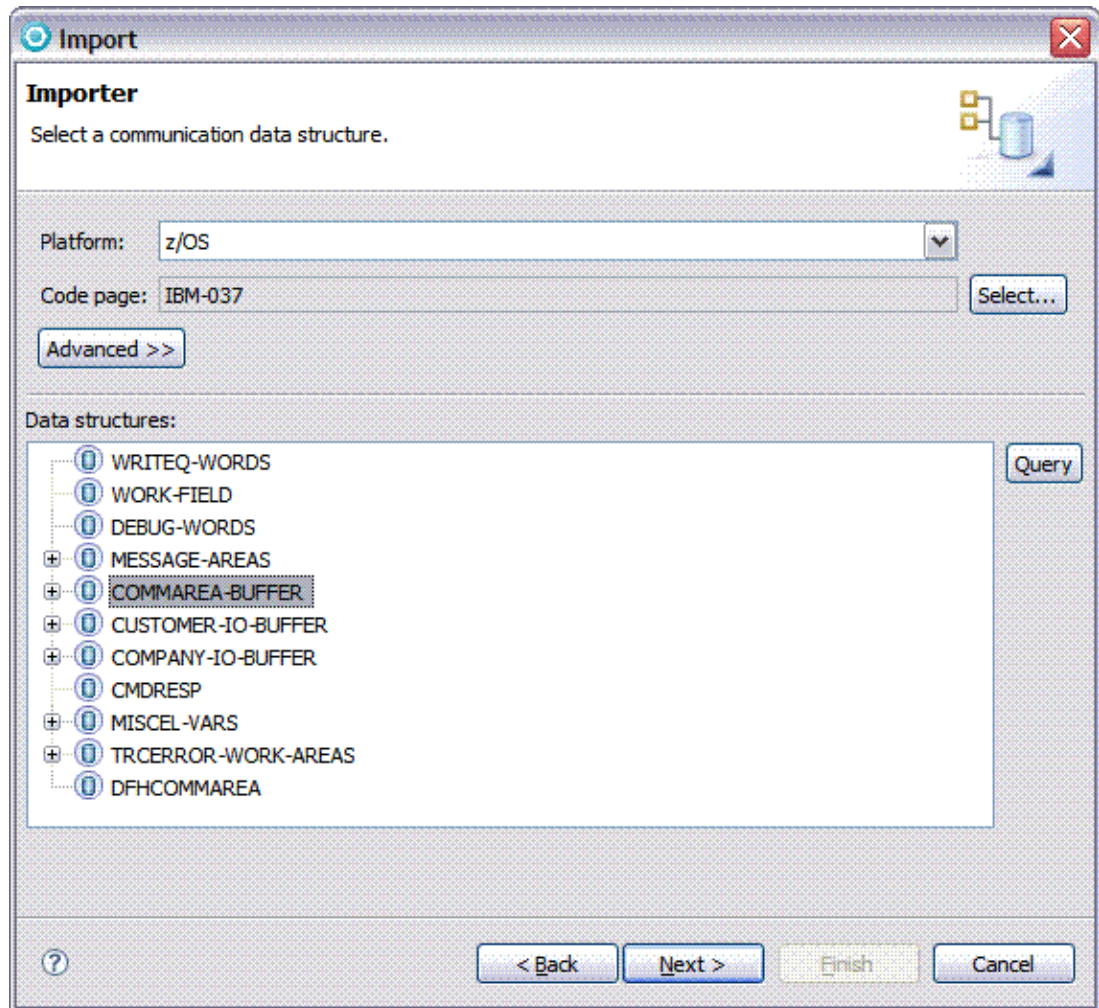 Import
Importer
Select a communication data structure.
Platform: z/OS
Code page: IBM-037 Select...
Advanced >>
Data structures:
WRITEQ-WORDS Query
WORK-FIELD
DEBUG-WORDS
MESSAGE-AREAS
COMMAREA-BUFFER
CUSTOMER-IO-BUFFER
COMPANY-IO-BUFFER
CMDRESP
MISCEL-VARS
TRCERROR-WORK-AREAS
DFHCOMMAREA
? < Back Next > Finish Cancel